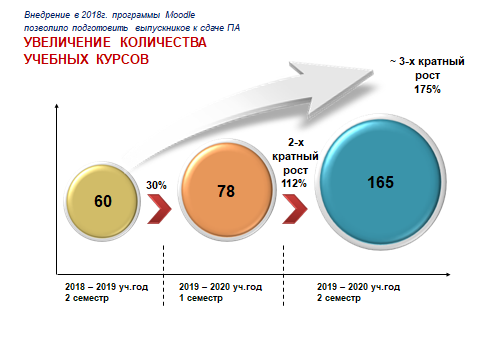 Внедрение в 2018г. программы Moodle
позволило подготовить выпускников к сдаче ПА
УВЕЛИЧЕНИЕ КОЛИЧЕСТВА
УЧЕБНЫХ КУРСОВ
~ 3-х кратный
рост
175%
2-х
кратный
рост
112%
30%
60
78
165
2018 – 2019 уч.год
2 семестр
2019 – 2020 уч.год
1 семестр
2019 – 2020 уч.год
2 семестр